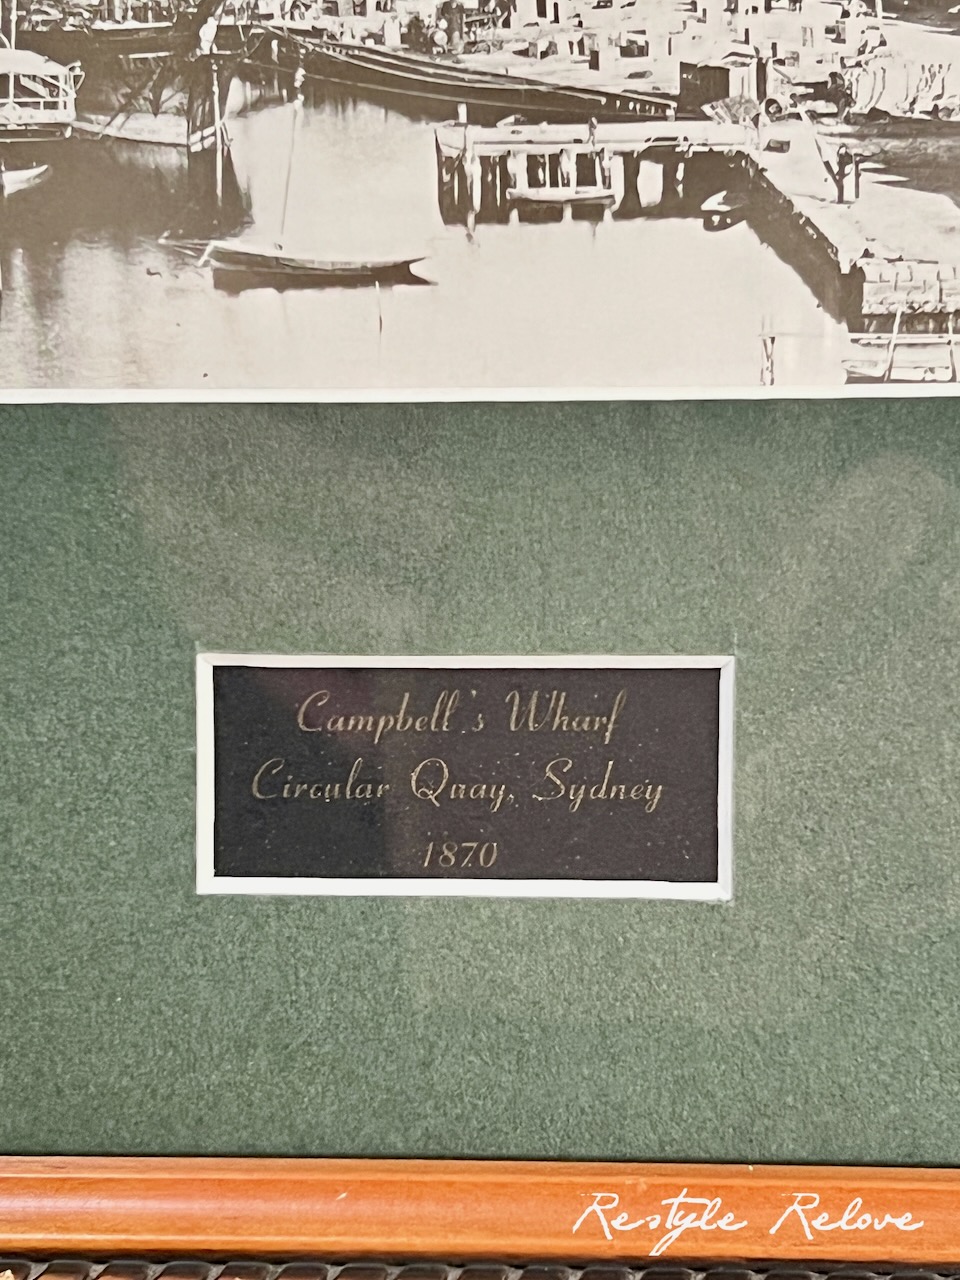 Campbell's Wharf
Circular Quay, Sydney
1870
Restyle Relove